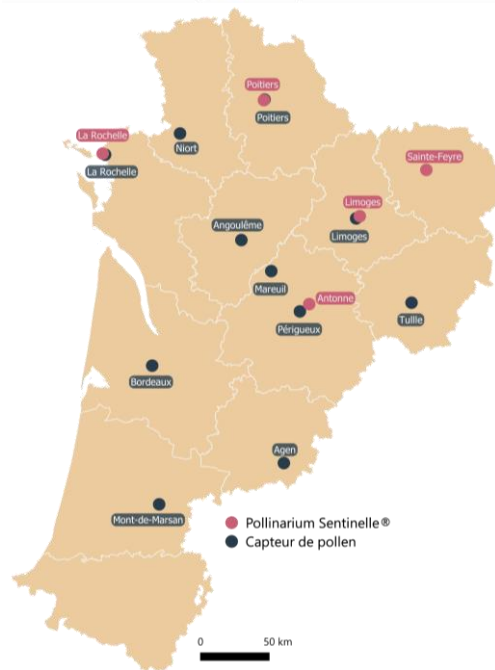 Poitiers
Poitiers
La Rochelle
La Rochelle
Niort
Sainte-Feyre
Limoges
Limoges
Angoulême
Mareuil
Antonne
Périgueux
Tullle
Bordeaux
Agen
Mont-de-Marsan
Pollinarium Sentinelle®
Capteur de pollen
0 50 km